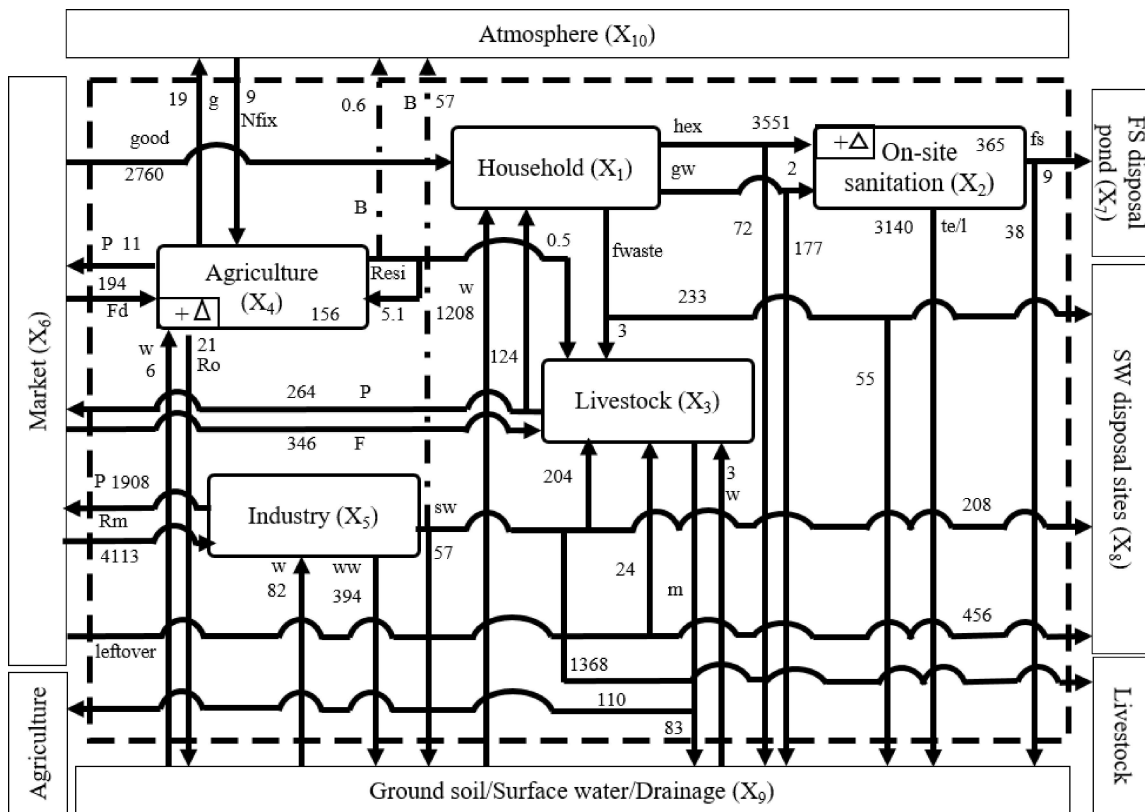 Atmosphere (X10)
19
g
9
Nfix
0.6
B
57
good
2760
hex
3551
+Δ
365
fs
Household (X1)
On-site
sanitation (X2)
gw
2
9
FS disposal
pond (X7)
B
72
177
3140
te/l
38
P 11
Agriculture
(X4)
Resi
0.5
w
fwaste
194
Fd
+Δ
156
5.1
1208
233
3
w
6
21
Ro
124
55
Market (X6)
264
P
Livestock (X3)
SW disposal sites (X8)
346
F
204
3
w
P 1908
Industry (X5)
sw
208
Rm
4113
57
w
82
ww
394
24
m
leftover
456
1368
110
83
Agriculture
Livestock
Ground soil/Surface water/Drainage (X9)